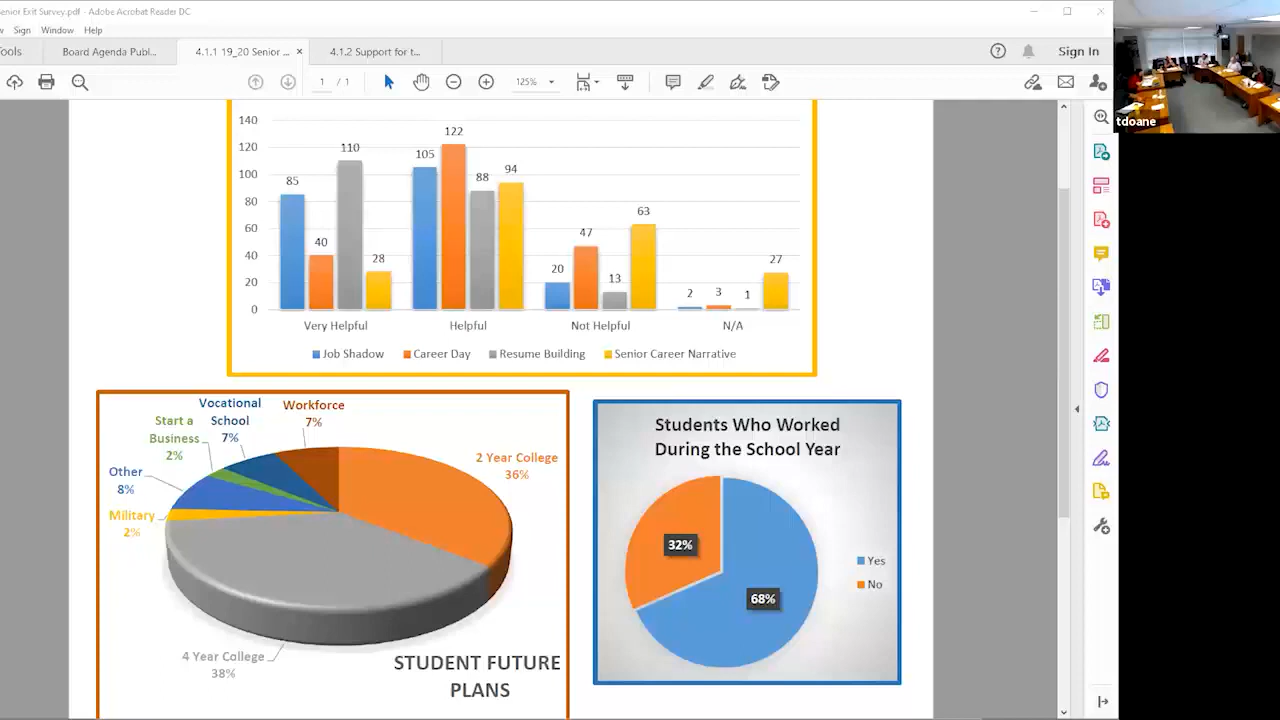 enior Exit Survey.pdf - Adobe Acrobat Reader DC
w Sign Window Help
Tools Board Agenda Publ... 4.1.1 19_20 Senior ... × 4.1.2 Support for t... Sign In
1 / 1 125%
tdoane
140
120
100
80
60
40
20
0
85 40 110 28
105 122 88 94
20 47 13 63
2 3 1 27
Very Helpful Helpful Not Helpful N/A
Job Shadow Career Day Resume Building Senior Career Narrative
Vocational
School
7%
Workforce
7%
Start a
Business
2%
2 Year College
36%
Other
8%
Military
2%
4 Year College
38%
STUDENT FUTURE
PLANS
Students Who Worked
During the School Year
32%
68%
Yes
No